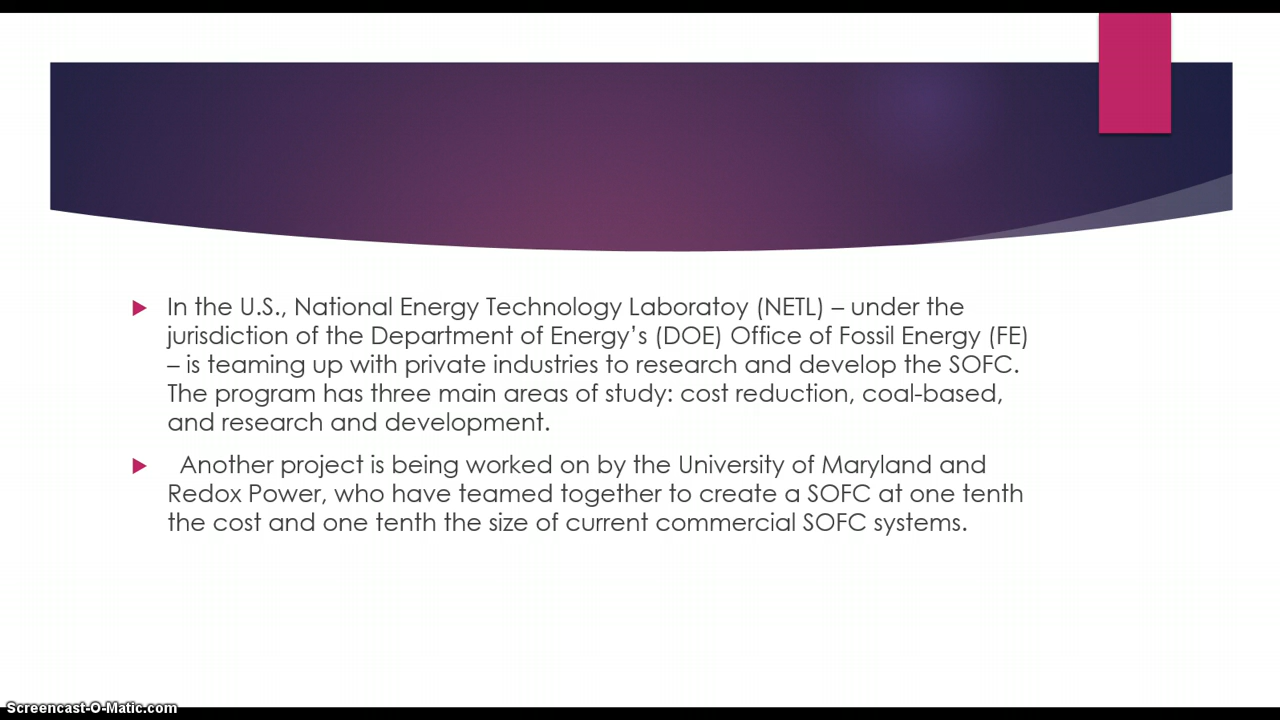 In the U.S., National Energy Technology Laboratoy (NETL) – under the
jurisdiction of the Department of Energy’s (DOE) Office of Fossil Energy (FE)
– is teaming up with private industries to research and develop the SOFC.
The program has three main areas of study: cost reduction, coal-based,
and research and development.
Another project is being worked on by the University of Maryland and
Redox Power, who have teamed together to create a SOFC at one tenth
the cost and one tenth the size of current commercial SOFC systems.
Screencast-O-Matic.com